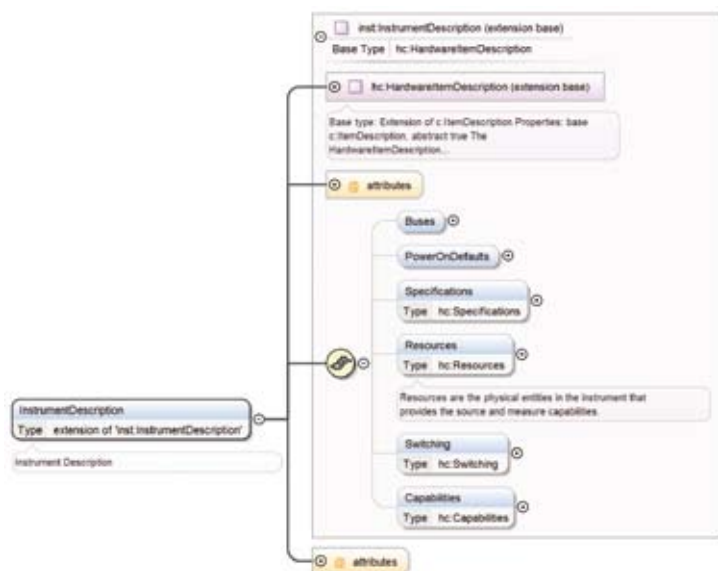 inst:InstrumentDescription (extension base)
Base Type hc:HardwareItemDescription
hc:HardwareItemDescription (extension base)
Base type: Extension of c:ItemDescription Properties: base
c:ItemDescription, abstract true The
HardwareItemDescription...
attributes
Buses
PowerOnDefaults
Specifications
Type hc:Specifications
Resources
Type hc:Resources
Resources are the physical entities in the instrument that
provides the source and measure capabilities.
InstrumentDescription
Type extension of 'inst:InstrumentDescription'
Instrument Description
Switching
Type hc:Switching
Capabilities
Type hc:Capabilities
attributes